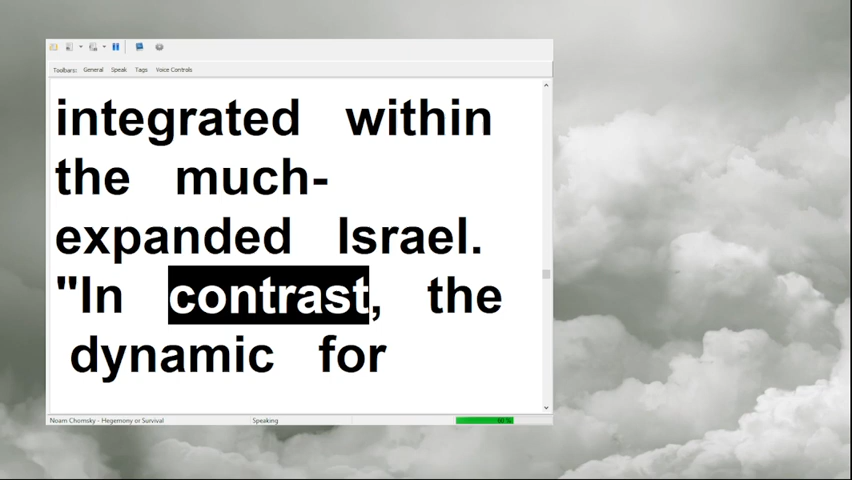 Toolbars: General Speak Tags Voice Controls
integrated within
the much-
expanded Israel.
"In contrast, the
dynamic for
Noam Chomsky - Hegemony or Survival Speaking 60 %